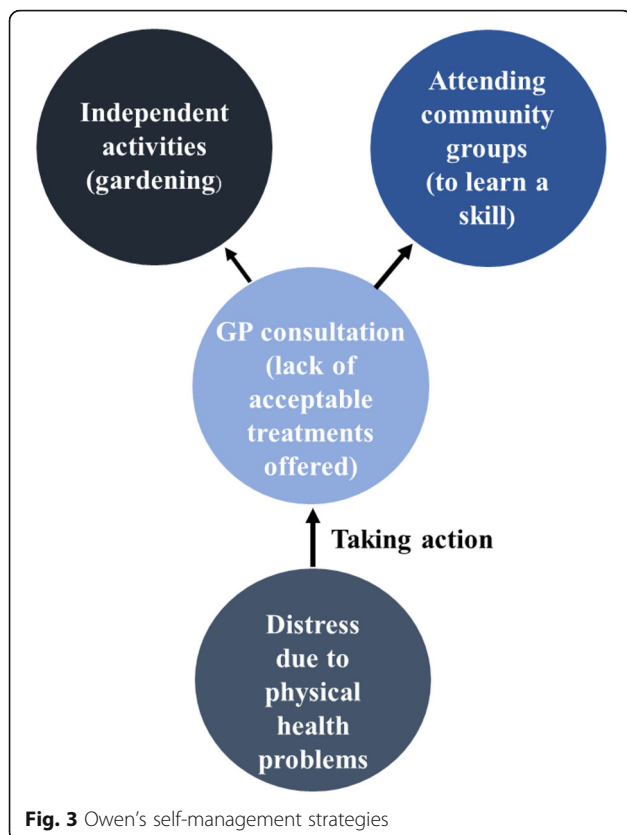 Independent
activities
(gardening)
Attending
community
groups
(to learn a
skill)
GP consultation
(lack of
acceptable
treatments
offered)
Taking action
Distress
due to
physical
health
problems
Fig. 3 Owen's self-management strategies